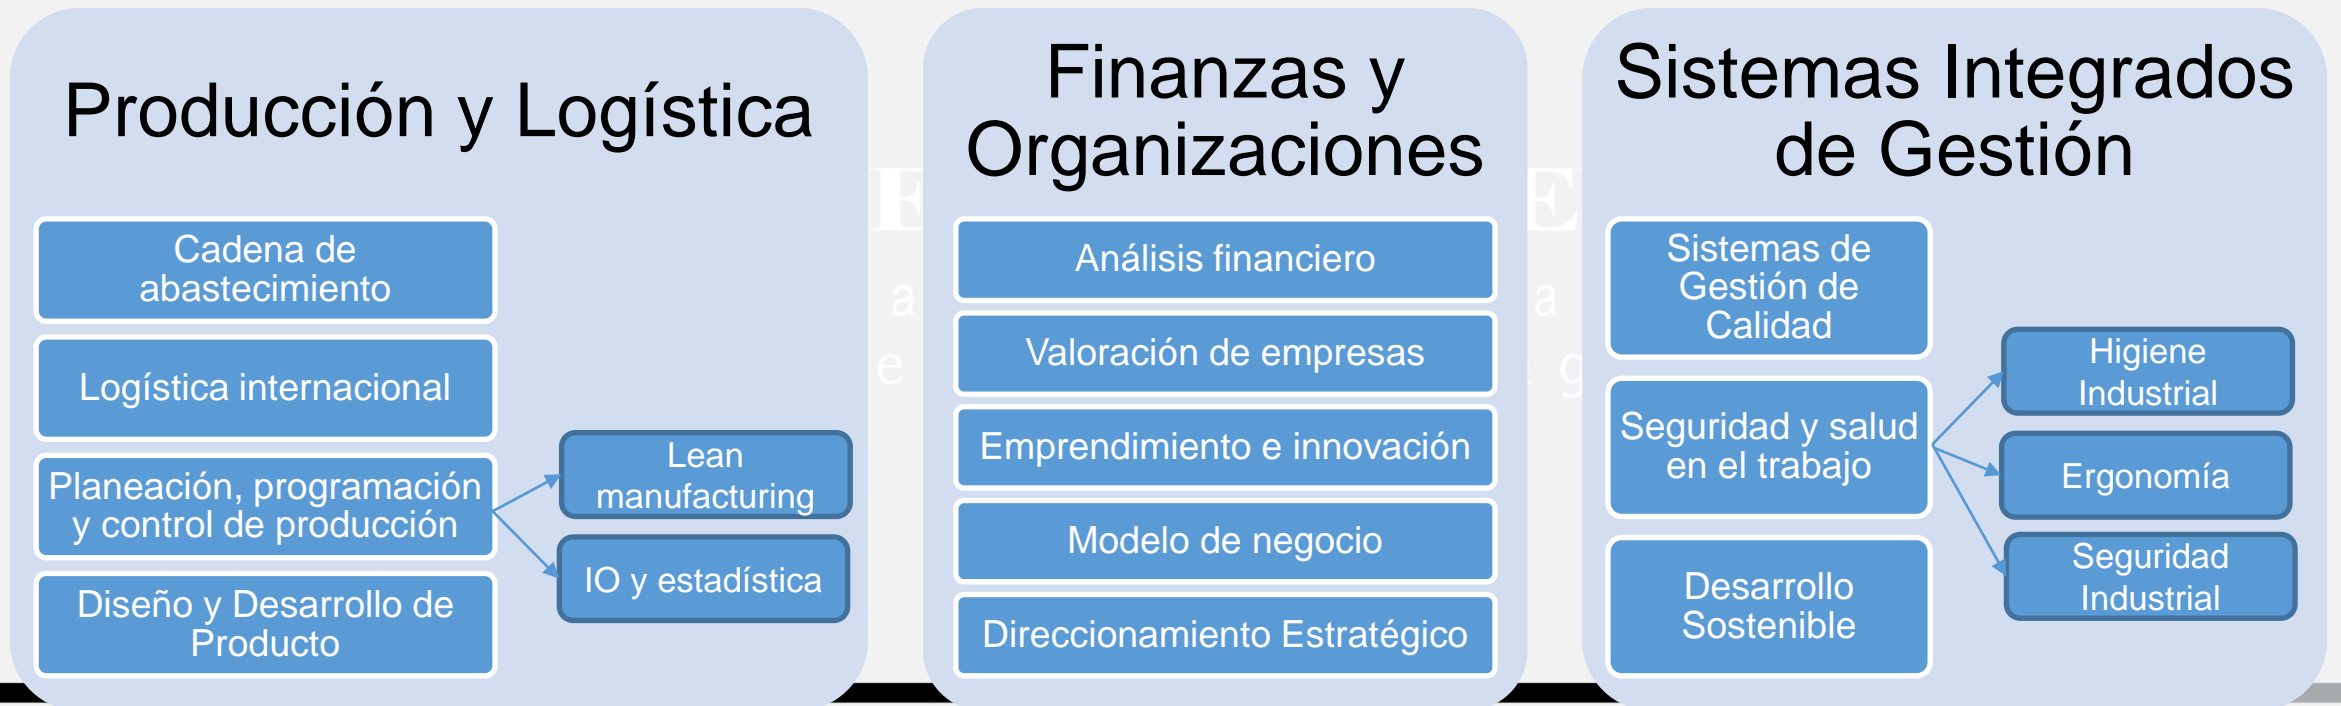 Producción y Logística
Cadena de
abastecimiento
Logística internacional
Planeación, programación
y control de producción
Diseño y Desarrollo de
Producto
Lean
manufacturing
IO y estadística
Finanzas y
Organizaciones
Análisis financiero
Valoración de empresas
Emprendimiento e innovación
Modelo de negocio
Direccionamiento Estratégico
Sistemas Integrados
de Gestión
Sistemas de
Gestión de
Calidad
Seguridad y salud
en el trabajo
Desarrollo
Sostenible
Higiene
Industrial
Ergonomía
Seguridad
Industrial